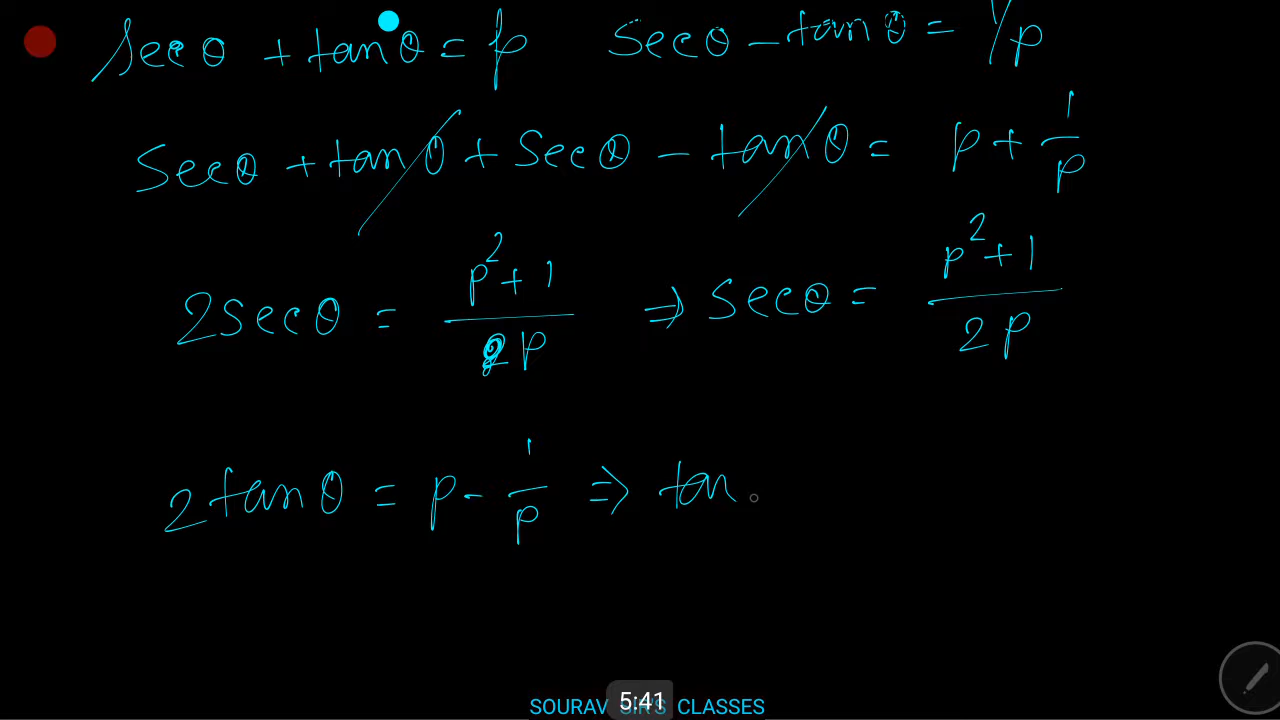 secθ + tanθ = p    secθ - tanθ = 1/p
secθ + tanθ + secθ - tanθ = p + 1/p
2secθ = (p² + 1)/(2p) ⇒ secθ = (p² + 1)/(2p)
2tanθ = p - 1/p ⇒ tan
SOURAV SIR'S CLASSES
5:41